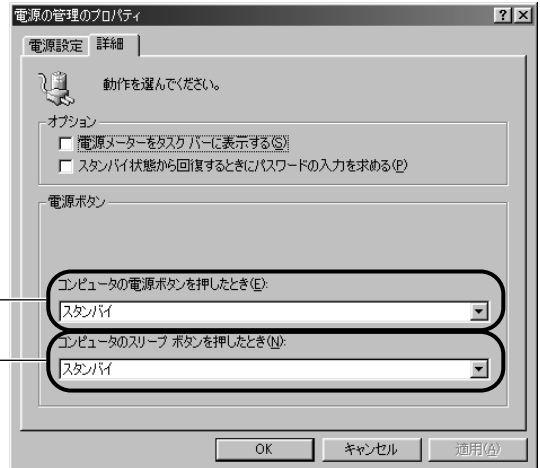 電源の管理のプロパティ
電源設定 詳細
動作を選んでください。
オプション
電源メーターをタスク バーに表示する(S)
スタンバイ状態から回復するときにパスワードの入力を求める(P)
電源ボタン
コンピュータの電源ボタンを押したとき(E):
スタンバイ
コンピュータのスリープ ボタンを押したとき(N):
スタンバイ
OK キャンセル 適用(A)